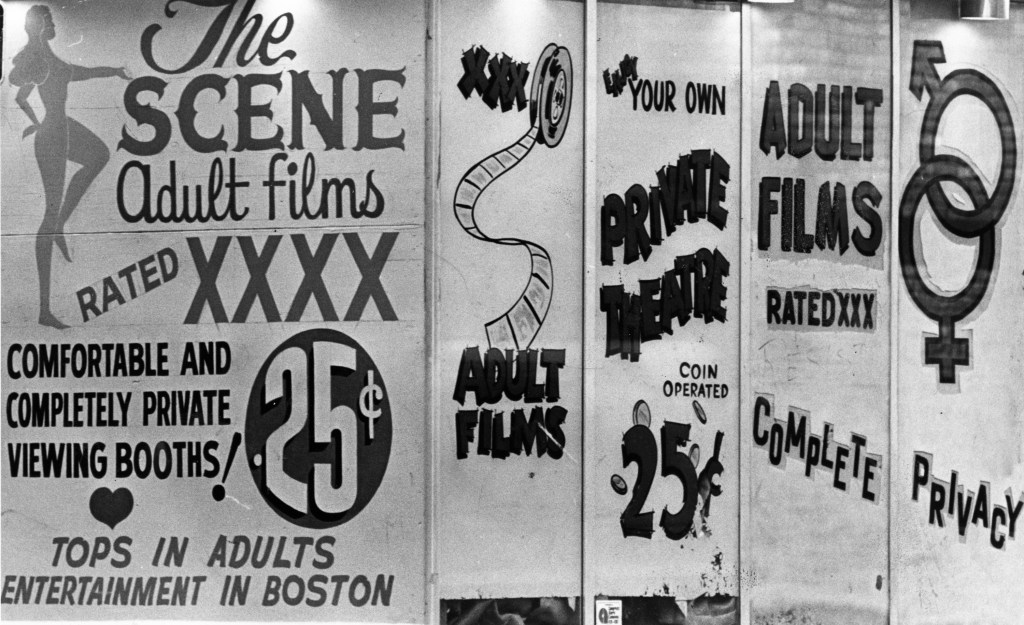 The
SCENE
Adult films
RATED XXXX
COMFORTABLE AND
COMPLETELY PRIVATE
VIEWING BOOTHS!
25¢
TOPS IN ADULTS
ENTERTAINMENT IN BOSTON
XXX
ADULT
FILMS
YOUR OWN
PRIVATE
THEATRE
COIN
OPERATED
25¢
ADULT
FILMS
RATED XXX
COMPLETE
PRIVACY